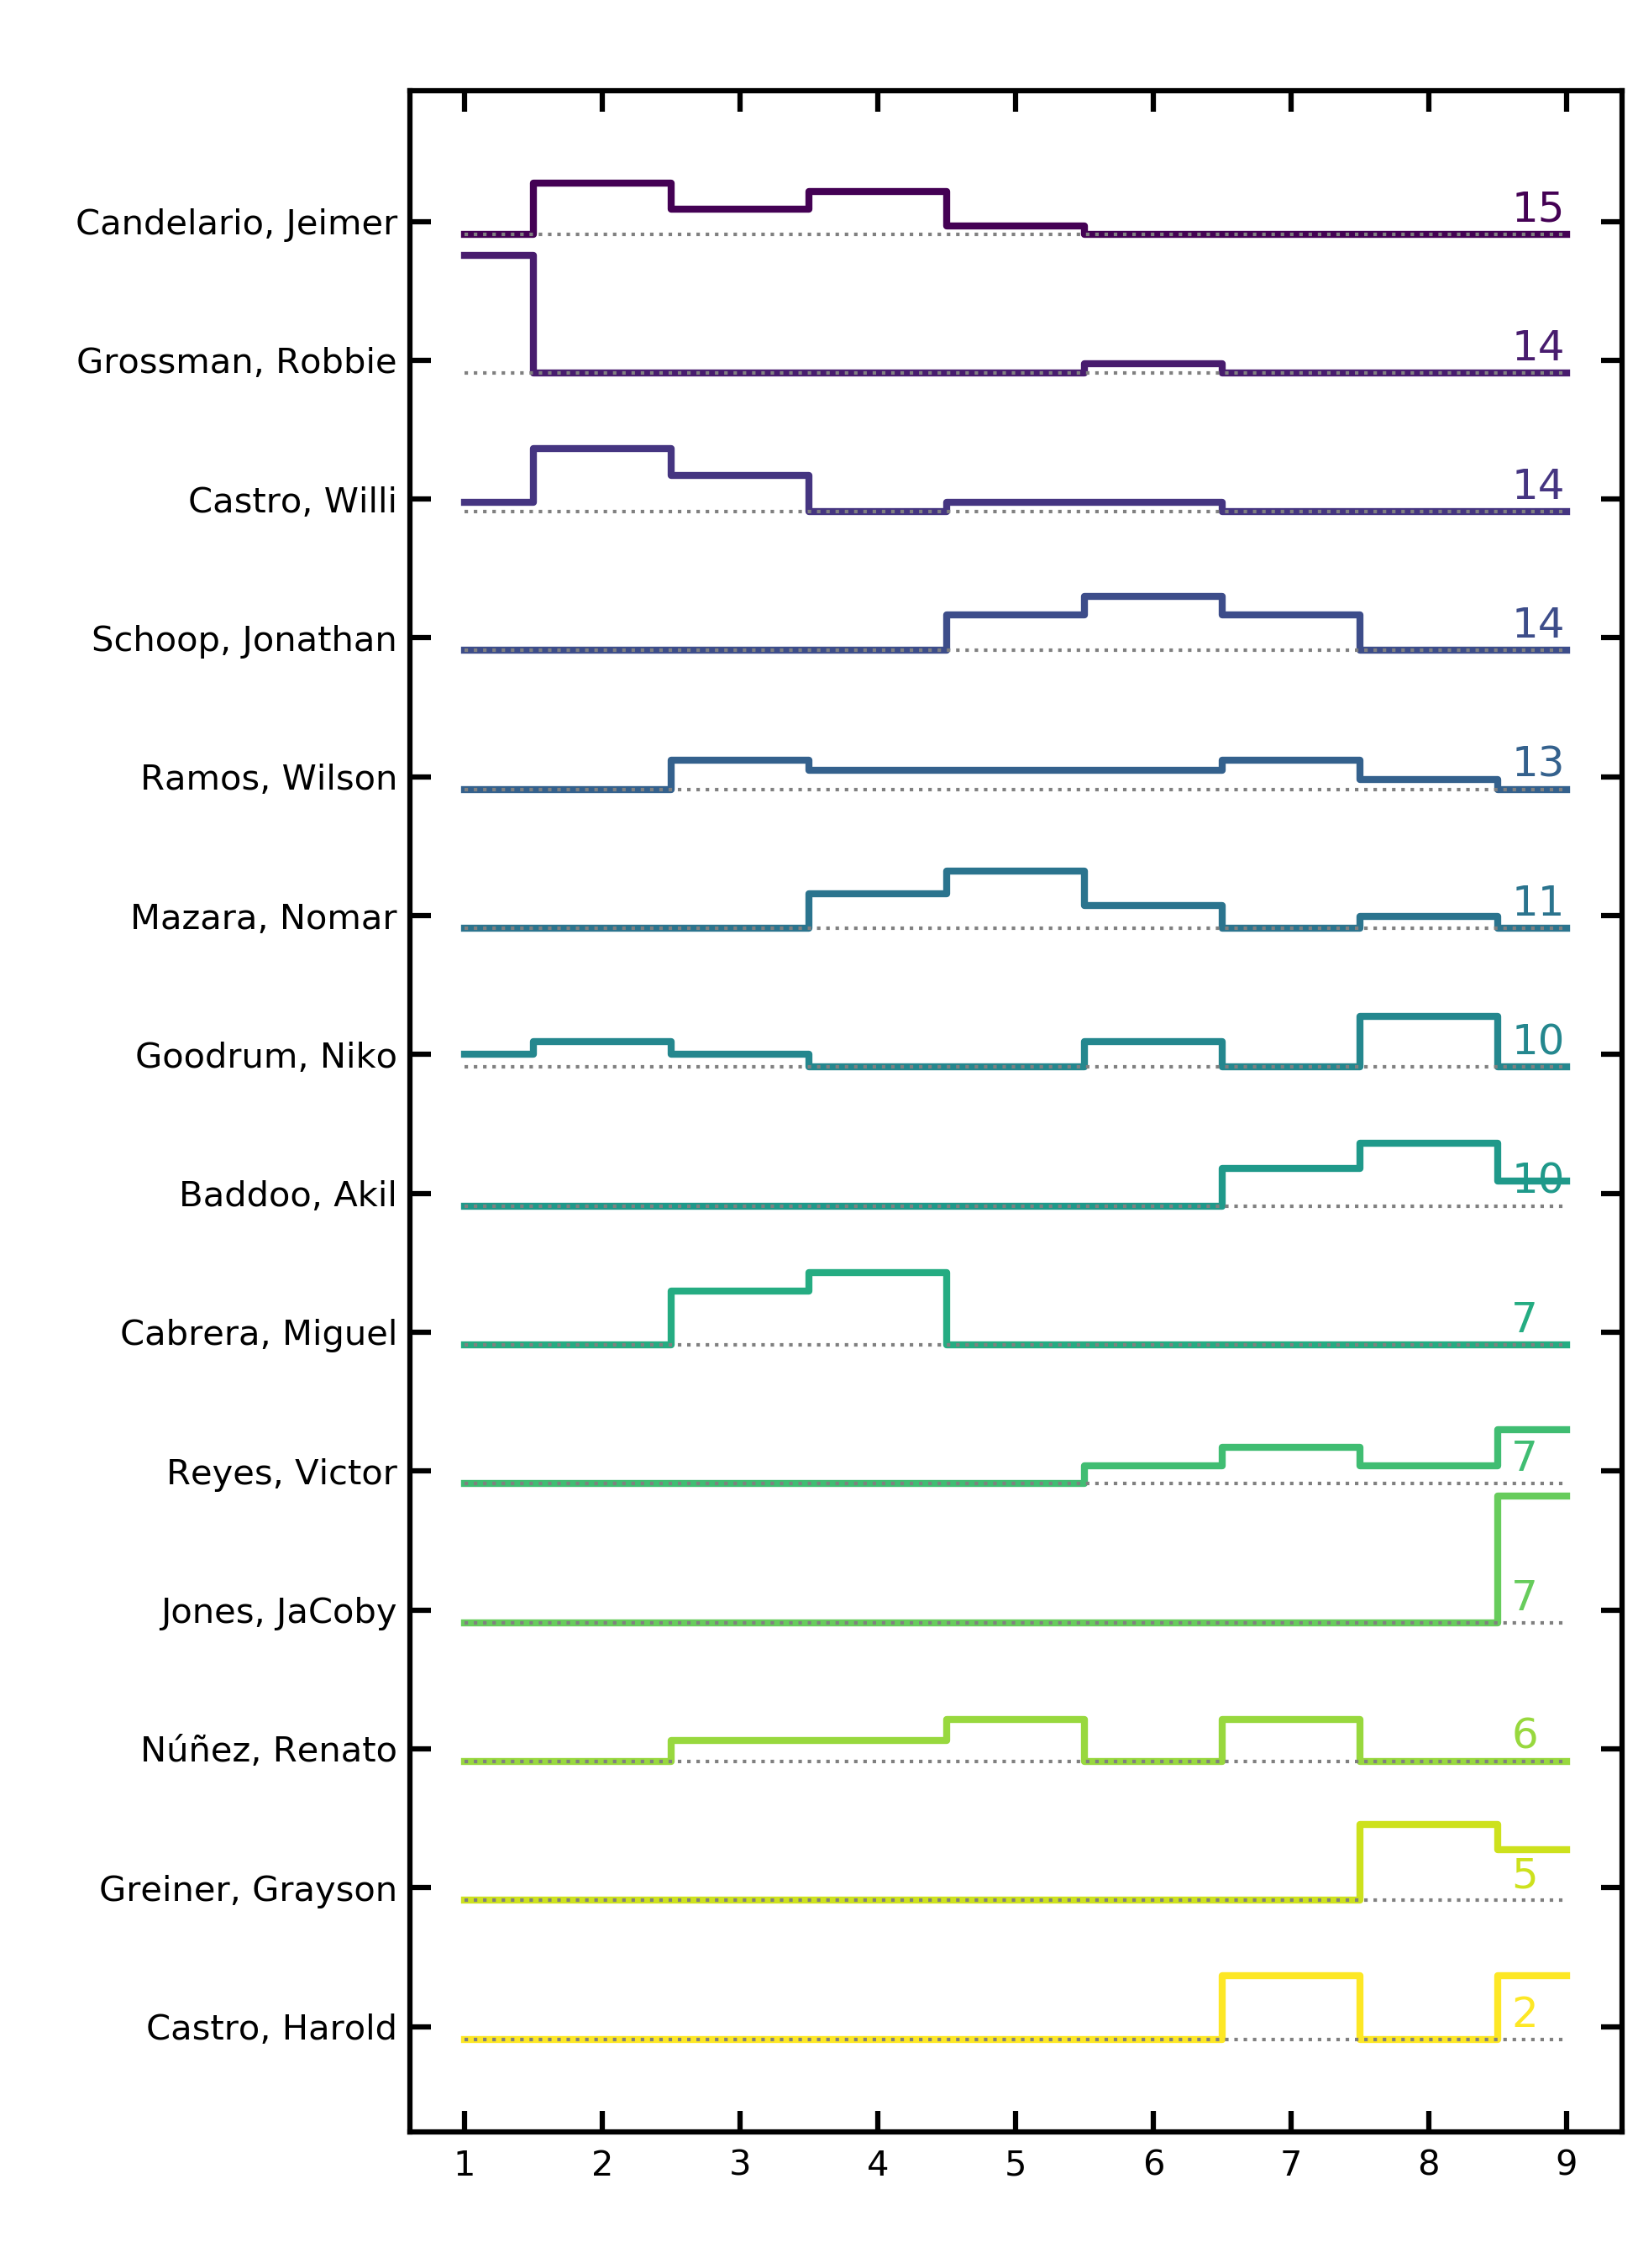 Candelario, Jeimer 15
Grossman, Robbie 14
Castro, Willi 14
Schoop, Jonathan 14
Ramos, Wilson 13
Mazara, Nomar 11
Goodrum, Niko 10
Baddoo, Akil 10
Cabrera, Miguel 7
Reyes, Victor 7
Jones, JaCoby 7
Núñez, Renato 6
Greiner, Grayson 5
Castro, Harold 2
1 2 3 4 5 6 7 8 9